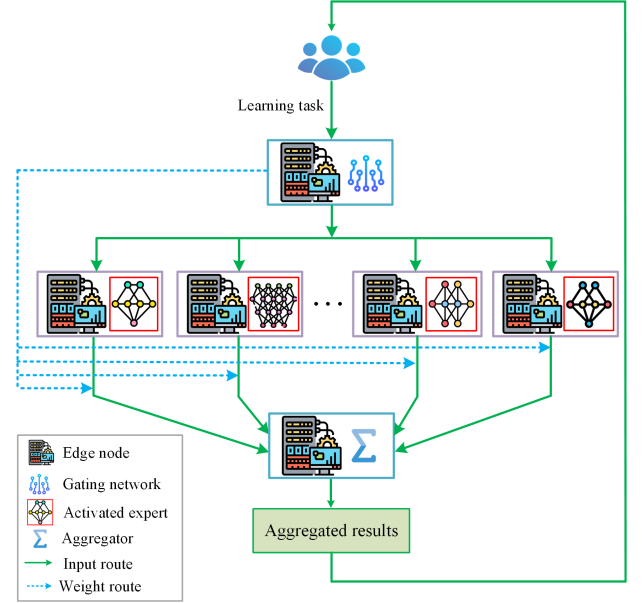 Learning task
...
Edge node
Gating network
Activated expert
Aggregator
Input route
Weight route
Σ
Aggregated results